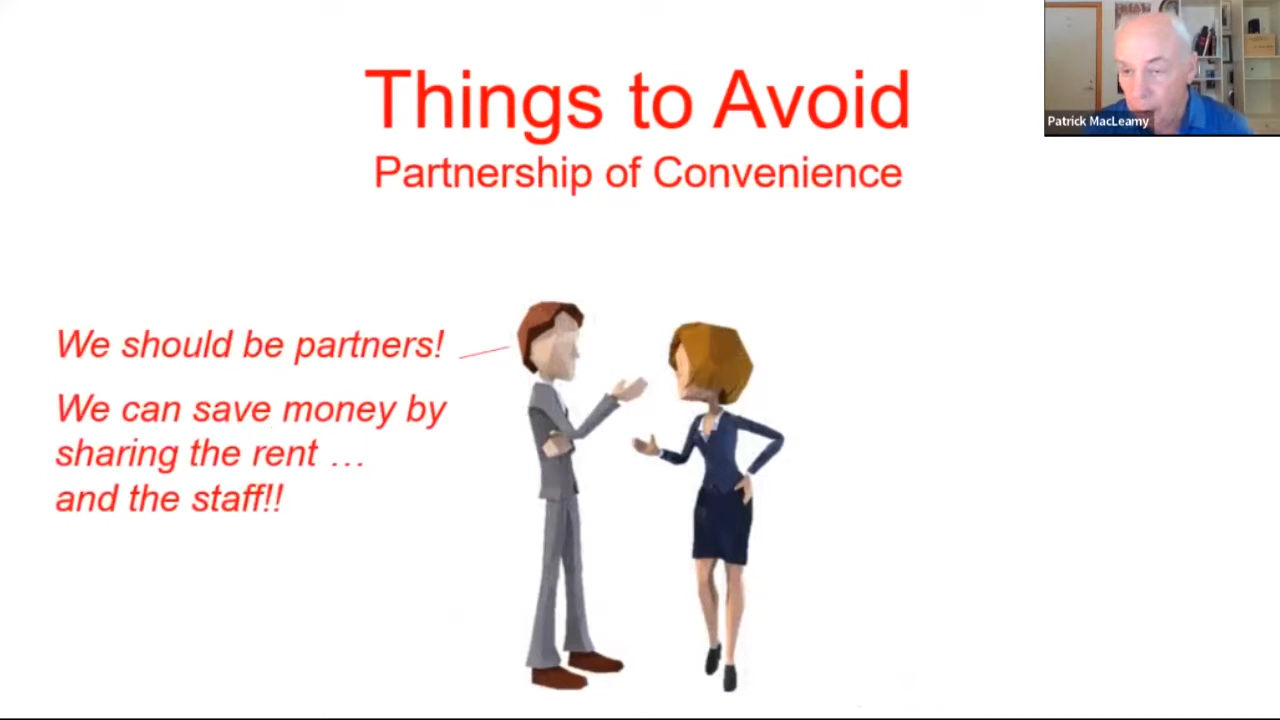 Things to Avoid
Partnership of Convenience
Patrick MacLeamy
We should be partners!
We can save money by
sharing the rent …
and the staff!!